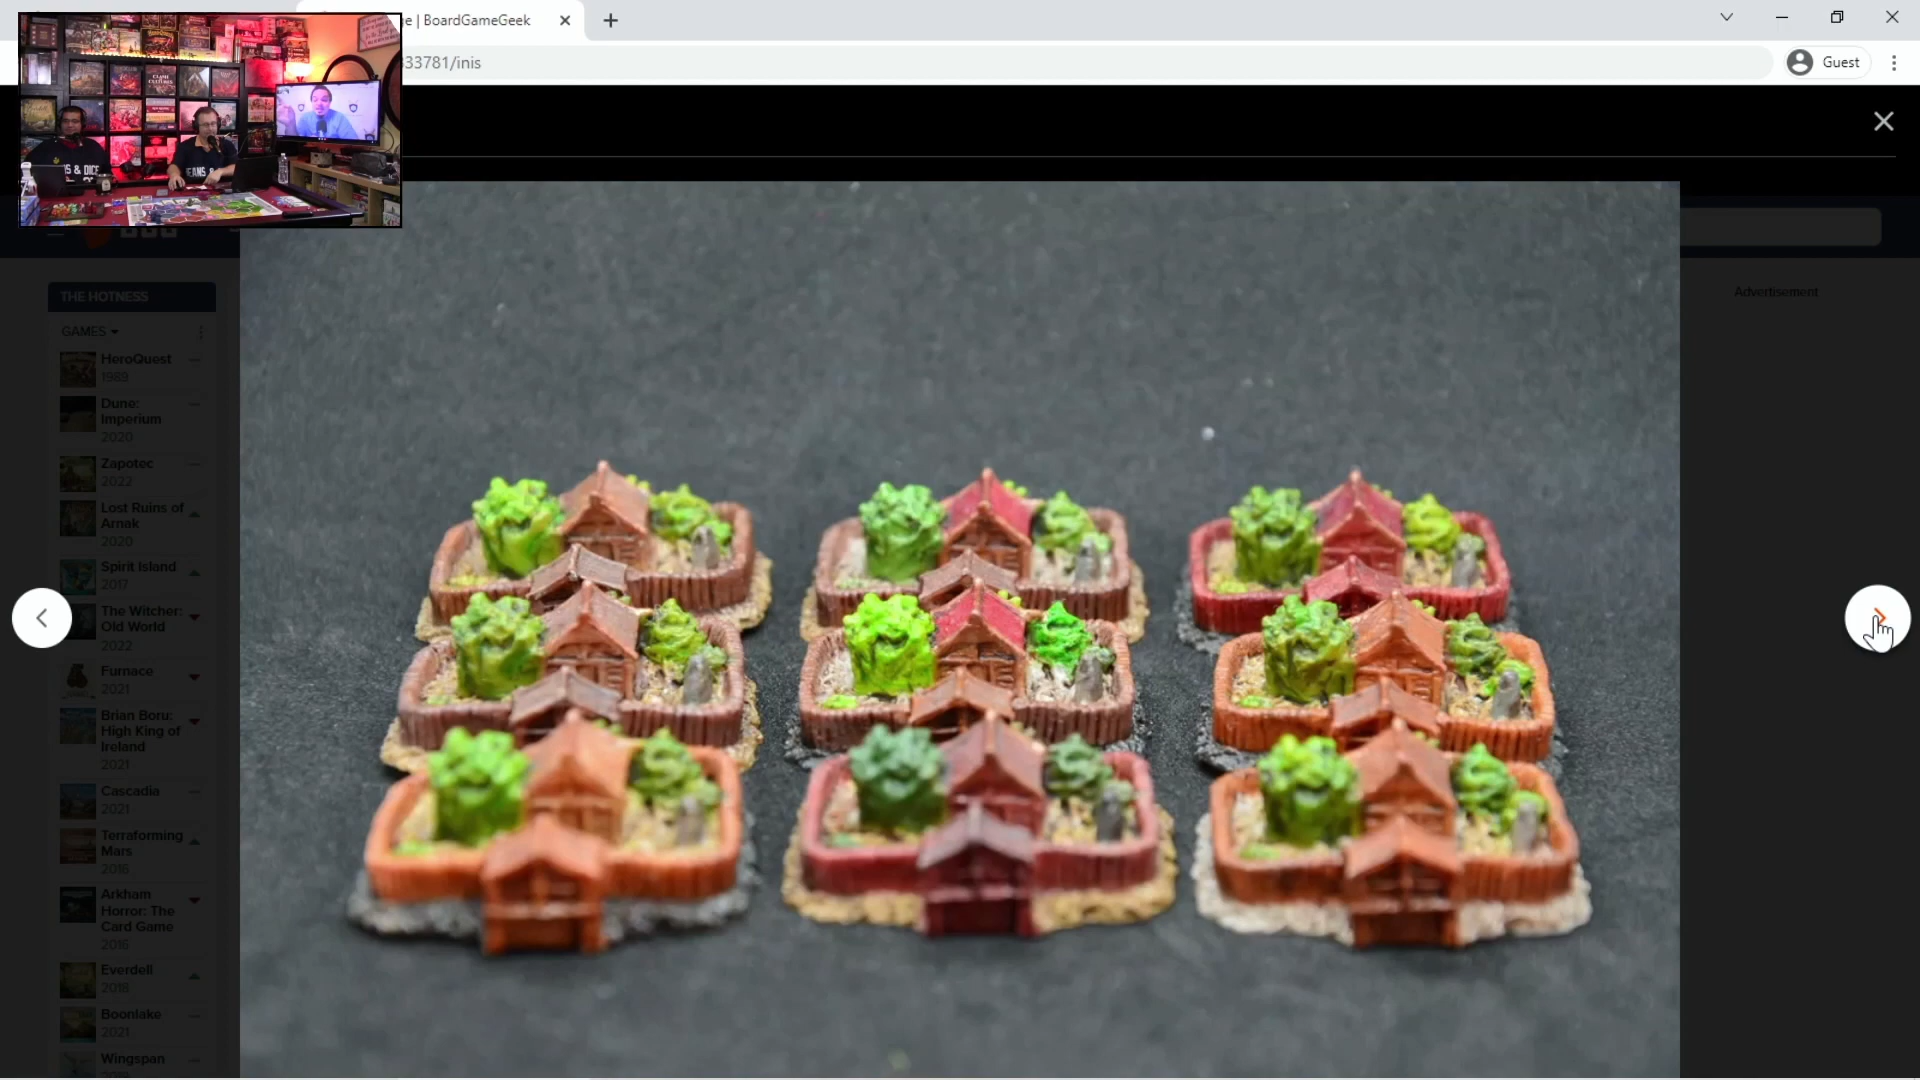 ge | BoardGameGeek
33781/inis
Guest
THE HOTNESS
Advertisement
GAMES
HeroQuest
1989
Dune:
Imperium
2020
Zapotec
2022
Lost Ruins of
Arnak
2020
Spirit Island
2017
The Witcher:
Old World
2022
Furnace
2021
Brian Boru:
High King of
Ireland
2021
Cascadia
2021
Terraforming
Mars
2016
Arkham
Horror: The
Card Game
2016
Everdell
2018
Boonlake
2021
Wingspan